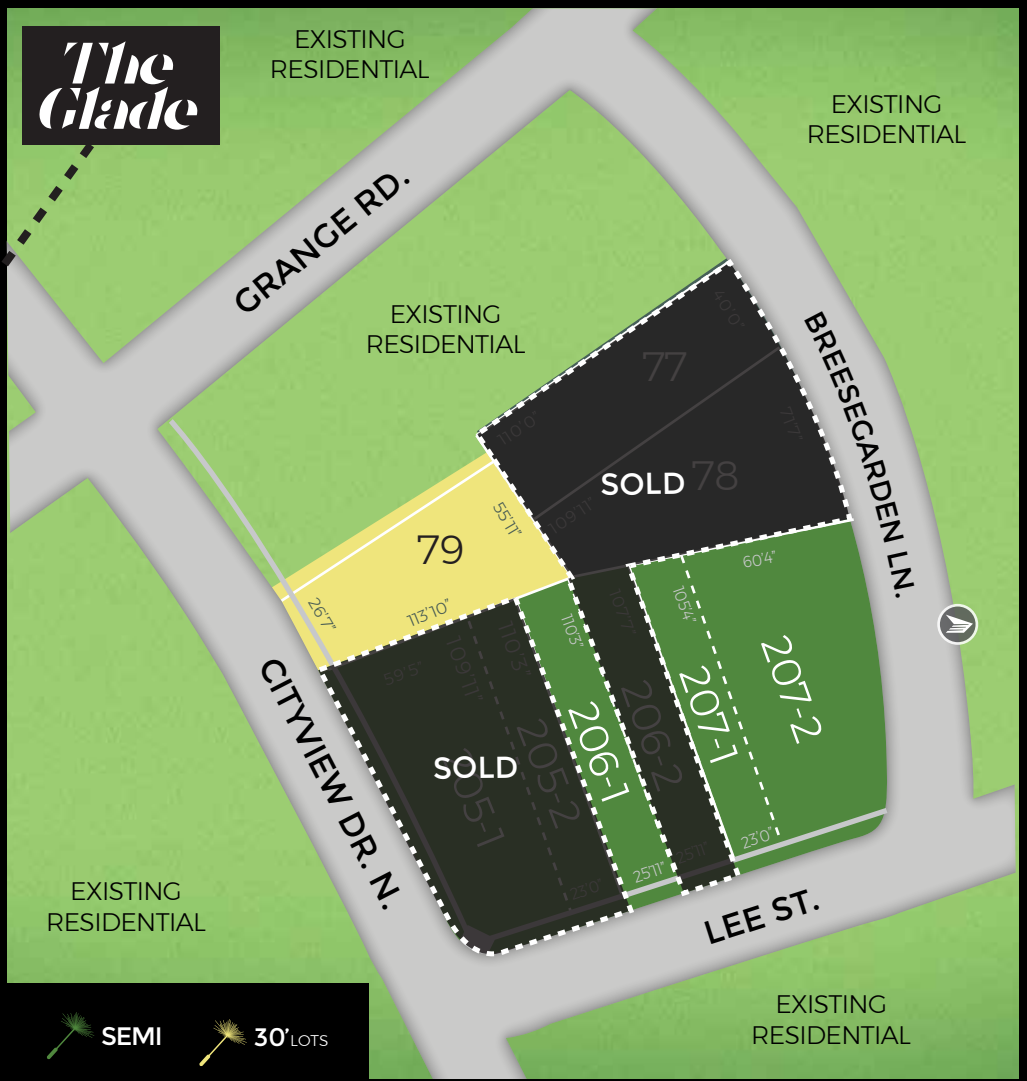 The
Glade
EXISTING
RESIDENTIAL
EXISTING
RESIDENTIAL
GRANGE RD.
EXISTING
RESIDENTIAL
BREESEGARDEN LN.
40'0"
77
110'0"
71'7"
78
SOLD
109'11"
55'11"
79
26'7"
113'10"
60'4"
105'4"
107'7"
110'3"
110'3"
109'11"
59'5"
207-2
207-1
206-2
206-1
205-2
205-1
SOLD
CITYVIEW DR. N.
23'0"
25'11"
25'11"
23'0"
LEE ST.
EXISTING
RESIDENTIAL
EXISTING
RESIDENTIAL
SEMI
30' LOTS